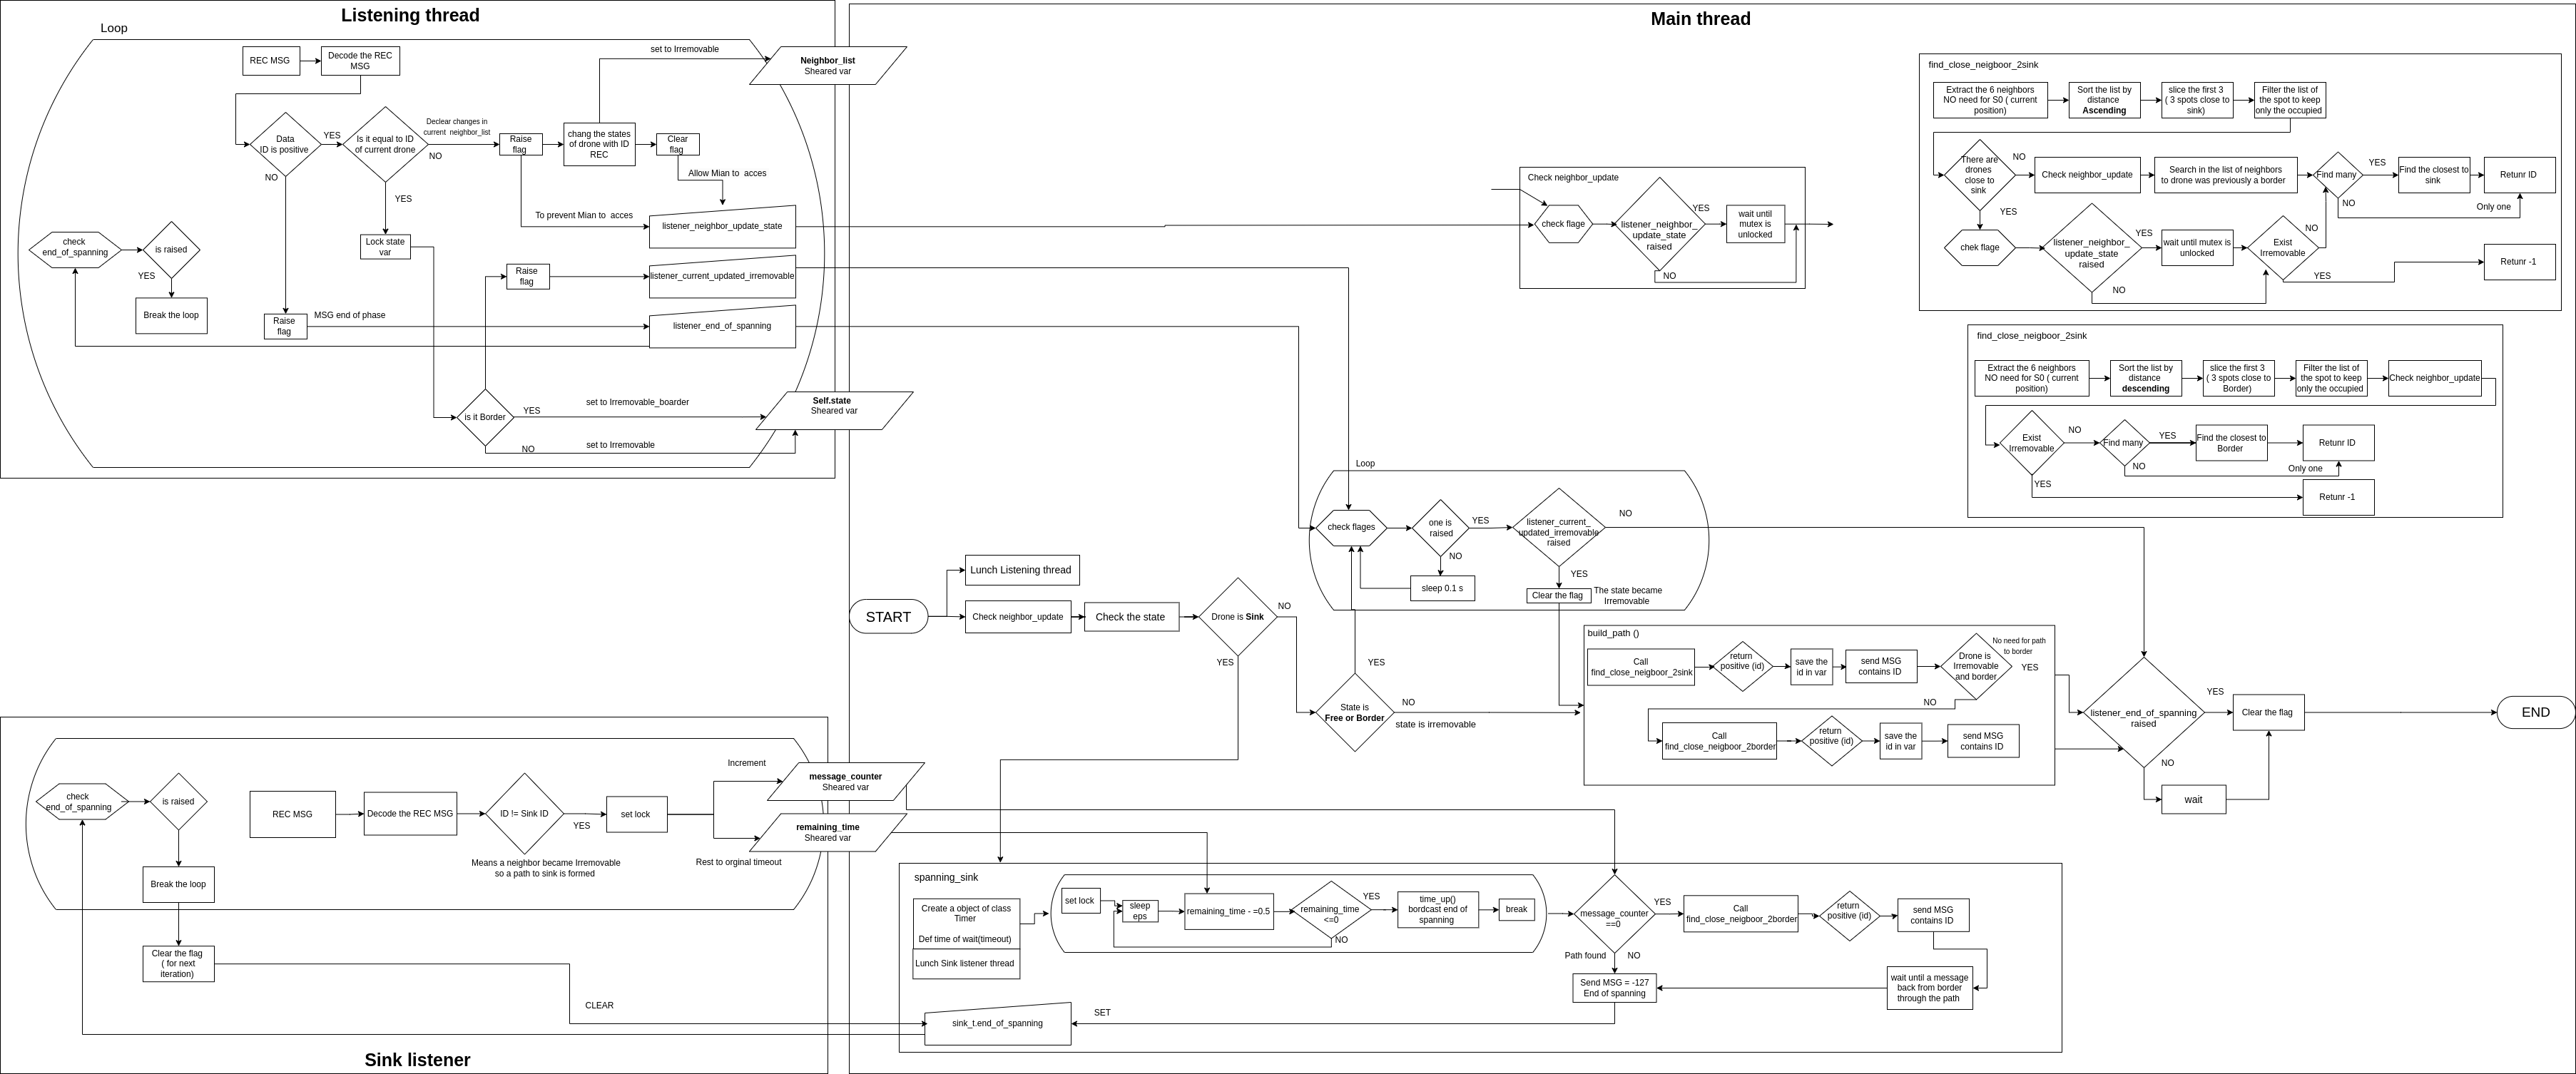 Listening thread
Loop
REC MSG
Decode the REC
MSG
set to Irremovable
Neighbor_list
Sheared var
Data
ID is positive
YES
Is it equal to ID
of current drone
Declear changes in
current neighbor_list
NO
Raise
flag
chang the states
of drone with ID
REC
Clear
flag
Allow Mian to acces
NO
YES
To prevent Mian to acces
listener_neighbor_update_state
check
end_of_spanning
is raised
YES
Break the loop
Lock state
var
Raise
flag
listener_current_updated_irremovable
Raise
flag
MSG end of phase
listener_end_of_spanning
is it Border
YES
set to Irremovable_boarder
Self.state
Sheared var
NO
set to Irremovable
Main thread
Check neighbor_update
check flage
listener_neighbor_
update_state
raised
YES
wait until
mutex is
unlocked
NO
find_close_neigboor_2sink
Extract the 6 neighbors
NO need for S0 ( current
position)
Sort the list by
distance
Ascending
slice the first 3
( 3 spots close to
sink)
Filter the list of
the spot to keep
only the occupied
There are
drones
close to
sink
NO
Check neighbor_update
Search in the list of neighbors
to drone was previously a border
Find many
YES
Find the closest to
sink
Retunr ID
NO
Only one
YES
chek flage
listener_neighbor_
update_state
raised
YES
wait until mutex is
unlocked
Exist
Irremovable
NO
YES
Retunr -1
NO
find_close_neigboor_2sink
Extract the 6 neighbors
NO need for S0 ( current
position)
Sort the list by
distance
descending
slice the first 3
( 3 spots close to
Border)
Filter the list of
the spot to keep
only the occupied
Check neighbor_update
Exist
Irremovable
NO
Find many
YES
Find the closest to
Border
Retunr ID
NO
Only one
YES
Retunr -1
Loop
check flages
one is
raised
YES
listener_current_
updated_irremovable
raised
NO
NO
sleep 0.1 s
YES
Clear the flag
The state became
Irremovable
START
Lunch Listening thread
Check neighbor_update
Check the state
Drone is Sink
NO
YES
State is
Free or Border
YES
NO
state is irremovable
build_path ()
Call
find_close_neigboor_2sink
return
positive (id)
save the
id in var
send MSG
contains ID
Drone is
Irremovable
and border
No need for path
to border
YES
NO
Call
find_close_neigboor_2border
return
positive (id)
save the
id in var
send MSG
contains ID
listener_end_of_spanning
raised
YES
Clear the flag
END
NO
wait
check
end_of_spanning
is raised
Break the loop
Clear the flag
( for next
iteration)
REC MSG
Decode the REC MSG
ID != Sink ID
YES
Means a neighbor became Irremovable
so a path to sink is formed
set lock
Increment
message_counter
Sheared var
remaining_time
Sheared var
Rest to orginal timeout
CLEAR
Sink listener
spanning_sink
Create a object of class
Timer
Def time of wait(timeout)
Lunch Sink listener thread
set lock
sleep
eps
remaining_time - =0.5
remaining_time
<=0
YES
NO
time_up()
bordcast end of
spanning
break
message_counter
==0
YES
Call
find_close_neigboor_2border
return
positive (id)
send MSG
contains ID
Path found
NO
Send MSG = -127
End of spanning
wait until a message
back from border
through the path
SET
sink_t.end_of_spanning